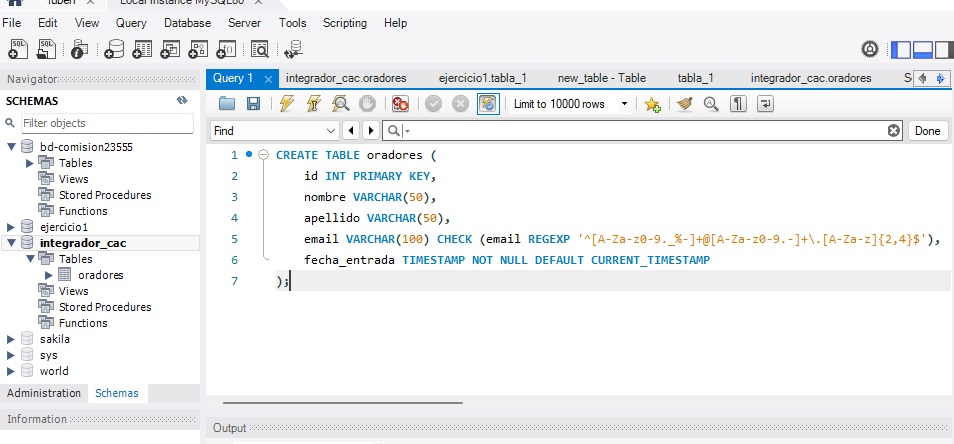 Local instance MySQL80 ×
File Edit View Query Database Server Tools Scripting Help
SQL SQL
Navigator
SCHEMAS
Filter objects
bd-comision23555
Tables
Views
Stored Procedures
Functions
ejercicio1
integrador_cac
Tables
oradores
Views
Stored Procedures
Functions
sakila
sys
world
Administration Schemas
Information
Query 1 × integrador_cac.oradores ejercicio1.tabla_1 new_table - Table tabla_1 integrador_cac.oradores S
Limit to 10000 rows
Find Done
1 CREATE TABLE oradores (
2 id INT PRIMARY KEY,
3 nombre VARCHAR(50),
4 apellido VARCHAR(50),
5 email VARCHAR(100) CHECK (email REGEXP '^[A-Za-z0-9._%-]+@[A-Za-z0-9.-]+\.[A-Za-z]{2,4}$'),
6 fecha_entrada TIMESTAMP NOT NULL DEFAULT CURRENT_TIMESTAMP
7 );
Output